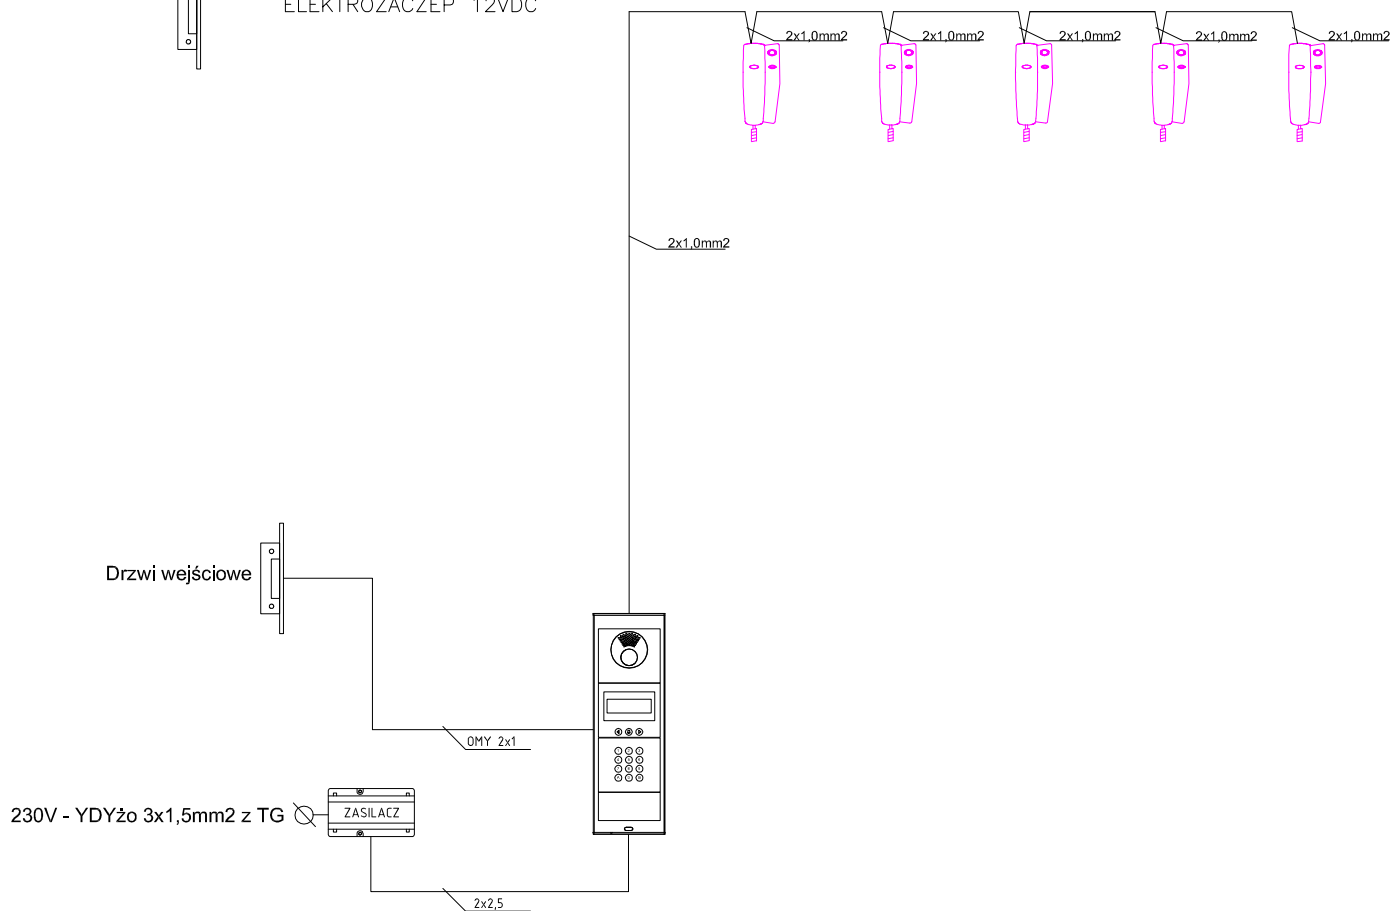 ELEKTROZACZEP 12VDC
2x1,0mm2
2x1,0mm2
2x1,0mm2
2x1,0mm2
2x1,0mm2
2x1,0mm2
Drzwi wejściowe
OMY 2x1
230V - YDYżo 3x1,5mm2 z TG
ZASILACZ
2x2,5